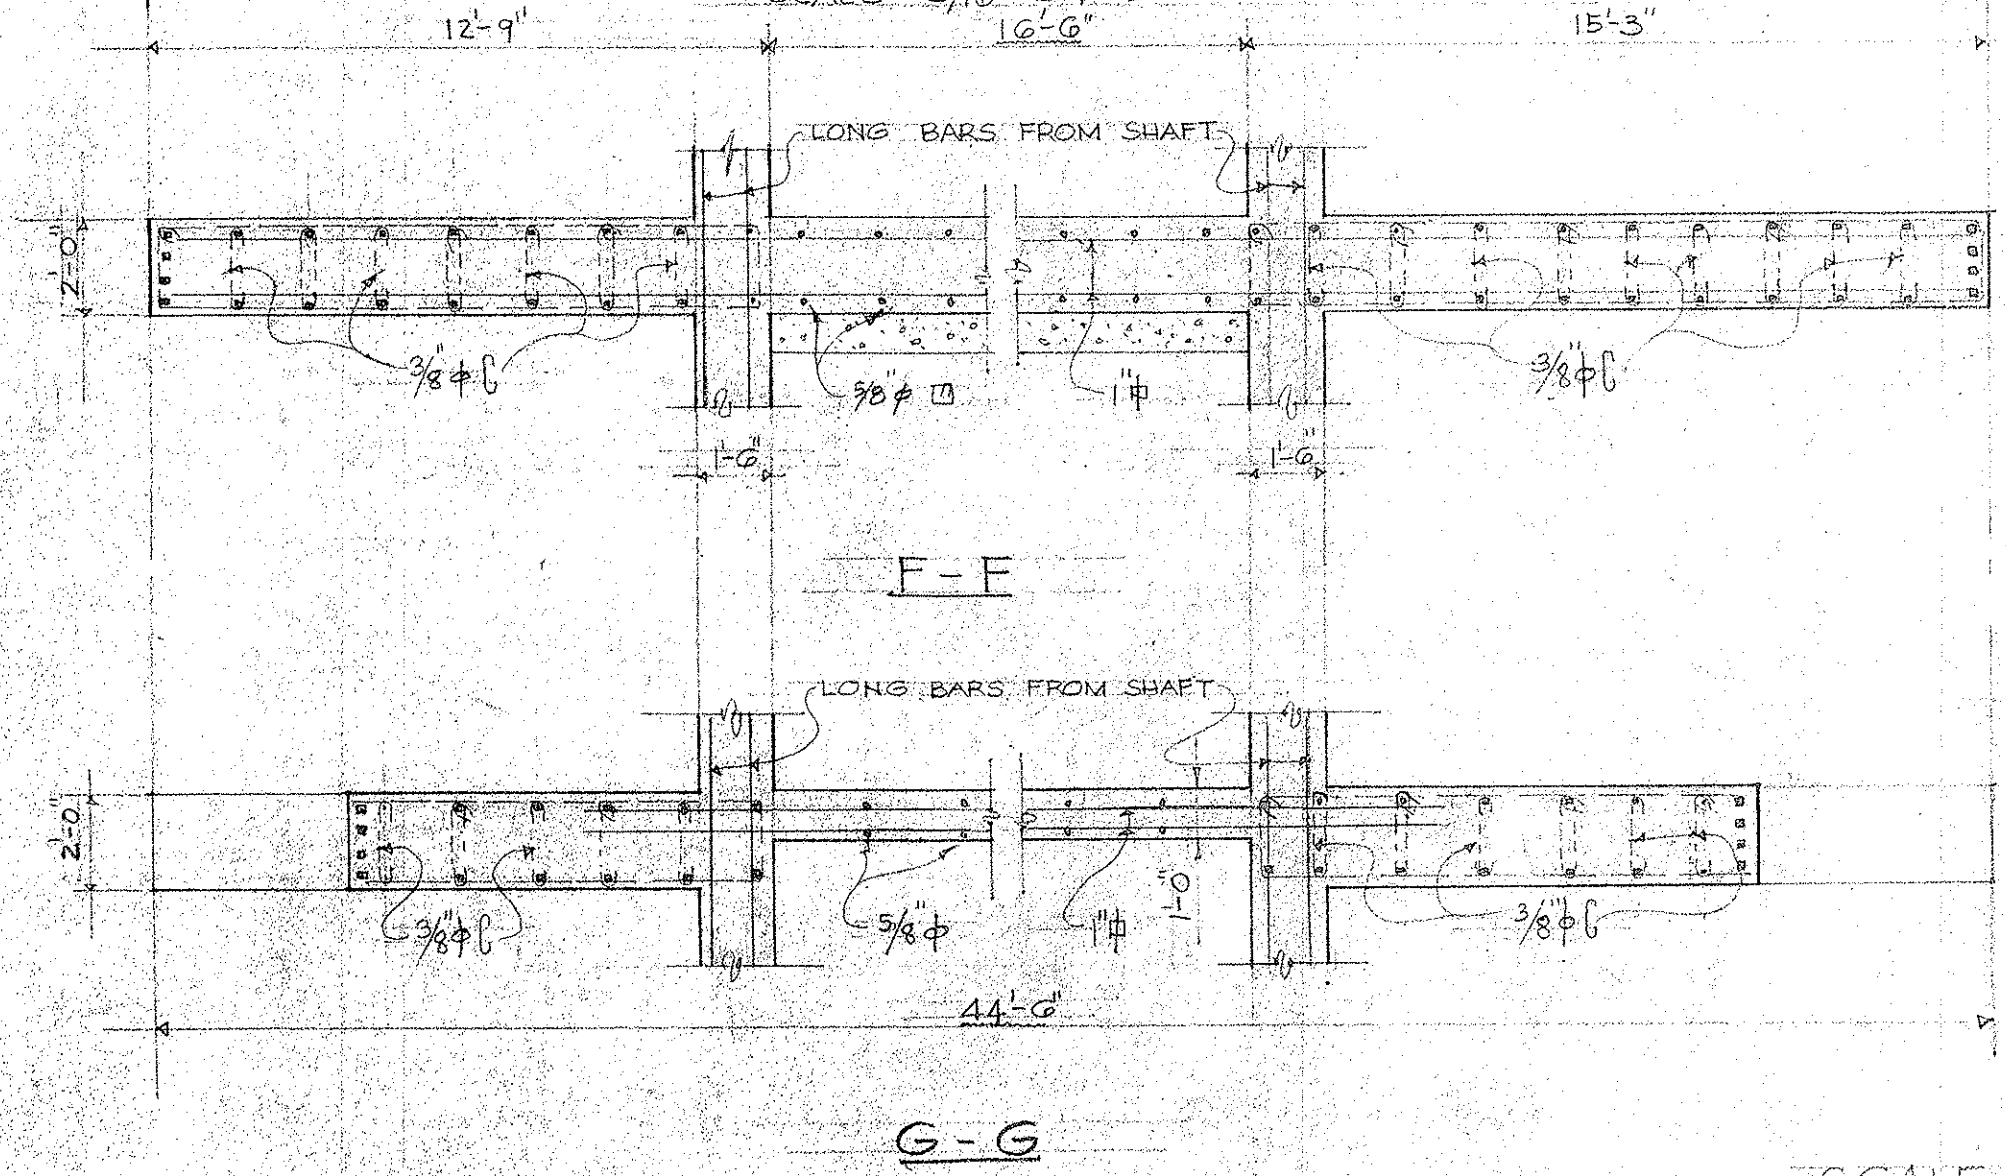 12'-9" 16'-6" 15'-3"
LONG BARS FROM SHAFT
2'-0"
3/8"ϕ
5/8"ϕ
1"
3/8"ϕ
1'-6" 1'-6"
F - F
LONG BARS FROM SHAFT
2'-0"
1'-0"
3/8"ϕ
5/8"ϕ
1"
3/8"ϕ
44'-6"
G - G